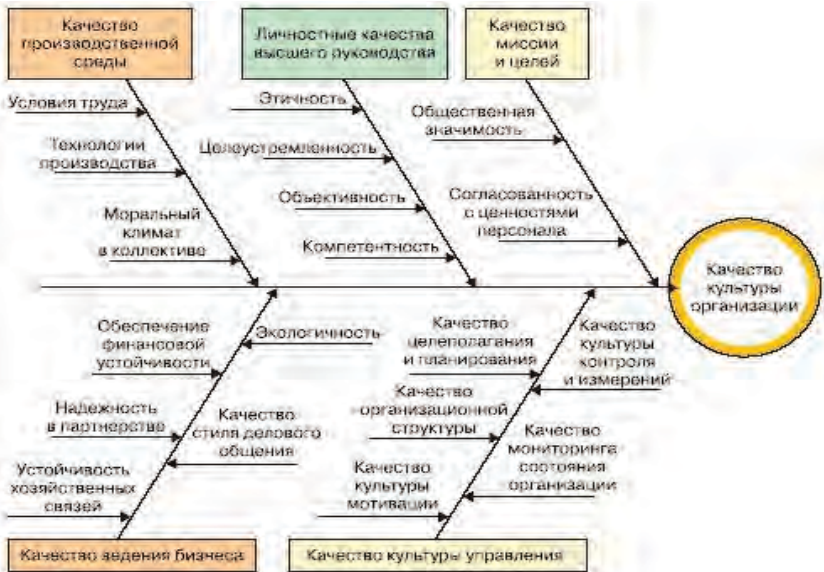 Качество
производственной
среды
Личностные качества
высшего руководства
Качество
миссии
и целей
Условия труда
Технологии
производства
Моральный
климат
в коллективе
Этичность
Целеустремленность
Объективность
Компетентность
Общественная
значимость
Согласованность
с ценностями
персонала
Качество
культуры
организации
Обеспечение
финансовой
устойчивости
Экологичность
Надежность
в партнерстве
Качество
стиля делового
общения
Устойчивость
хозяйственных
связей
Качество
целеполагания
и планирования
Качество
культуры
контроля
и измерений
Качество
организационной
структуры
Качество
мониторинга
состояния
организации
Качество
культуры
мотивации
Качество ведения бизнеса
Качество культуры управления